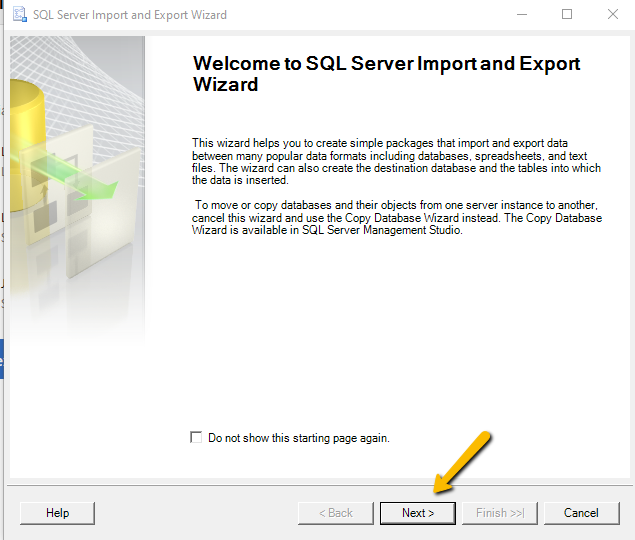 SQL Server Import and Export Wizard
Welcome to SQL Server Import and Export
Wizard
This wizard helps you to create simple packages that import and export data
between many popular data formats including databases, spreadsheets, and text
files. The wizard can also create the destination database and the tables into which
the data is inserted.
To move or copy databases and their objects from one server instance to another,
cancel this wizard and use the Copy Database Wizard instead. The Copy Database
Wizard is available in SQL Server Management Studio.
Do not show this starting page again.
Help
< Back
Next >
Finish >>|
Cancel